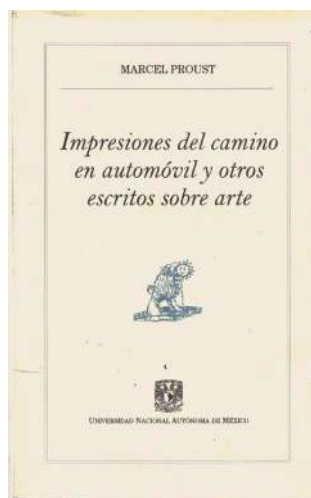 MARCEL PROUST
Impresiones del camino
en automóvil y otros
escritos sobre arte
UNIVERSIDAD NACIONAL AUTÓNOMA DE MÉXICO